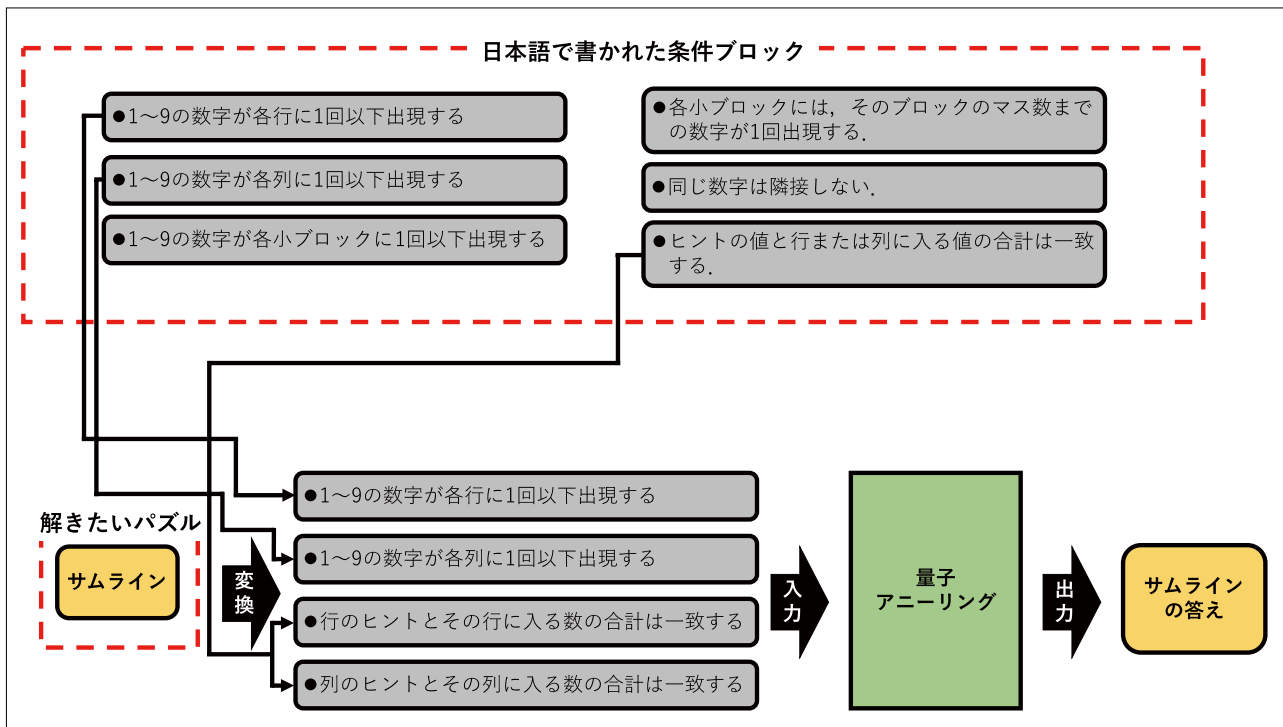 日本語で書かれた条件ブロック
●1～9の数字が各行に1回以下出現する
●1～9の数字が各列に1回以下出現する
●1～9の数字が各小ブロックに1回以下出現する
●各小ブロックには，そのブロックのマス数まで
の数字が1回出現する．
●同じ数字は隣接しない．
●ヒントの値と行または列に入る値の合計は一致
する．
解きたいパズル
サムライン
変換
●1～9の数字が各行に1回以下出現する
●1～9の数字が各列に1回以下出現する
●行のヒントとその行に入る数の合計は一致する
●列のヒントとその列に入る数の合計は一致する
入力
量子
アニーリング
出力
サムライン
の答え